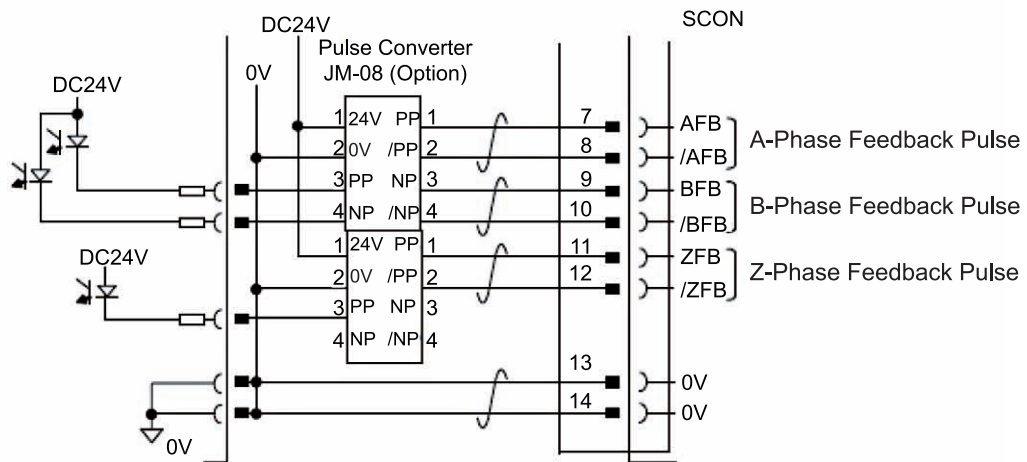 DC24V
SCON
Pulse Converter
JM-08 (Option)
0V
DC24V
1 24V PP 1 7 AFB
A-Phase Feedback Pulse
2 0V /PP 2 8 /AFB
3 PP NP 3 9 BFB
B-Phase Feedback Pulse
4 NP /NP 4 10 /BFB
1 24V PP 1 11 ZFB
DC24V
Z-Phase Feedback Pulse
2 0V /PP 2 12 /ZFB
3 PP NP 3
4 NP /NP 4
13 0V
14 0V
0V